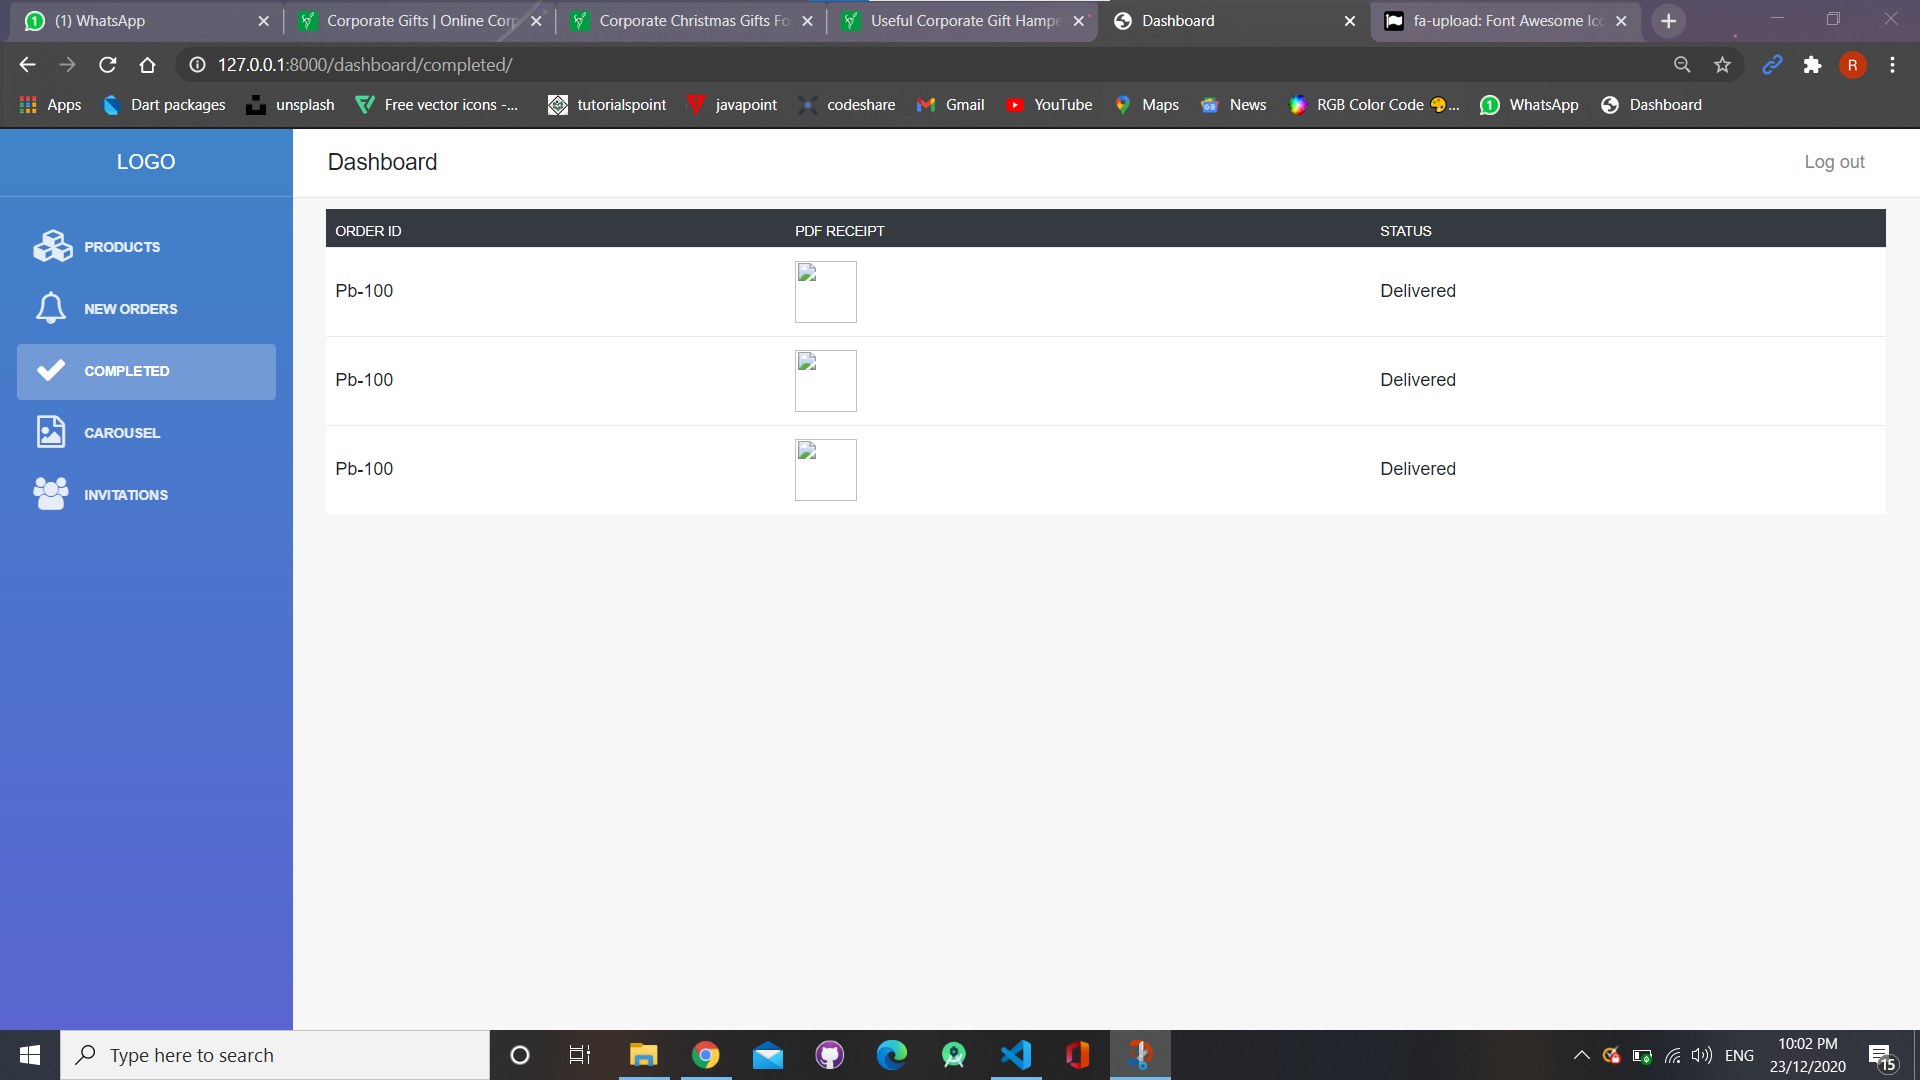 (1) WhatsApp
Corporate Gifts | Online Corp
Corporate Christmas Gifts Fo
Useful Corporate Gift Hampe
Dashboard
fa-upload: Font Awesome Ico
127.0.0.1:8000/dashboard/completed/
R
Apps
Dart packages
unsplash
Free vector icons -...
tutorialspoint
javapoint
codeshare
Gmail
YouTube
Maps
News
RGB Color Code 🎨...
1
WhatsApp
Dashboard
LOGO
Dashboard
Log out
PRODUCTS
NEW ORDERS
COMPLETED
CAROUSEL
INVITATIONS
ORDER ID PDF RECEIPT STATUS
Pb-100 Delivered
Pb-100 Delivered
Pb-100 Delivered
Type here to search
ENG
10:02 PM
23/12/2020
15